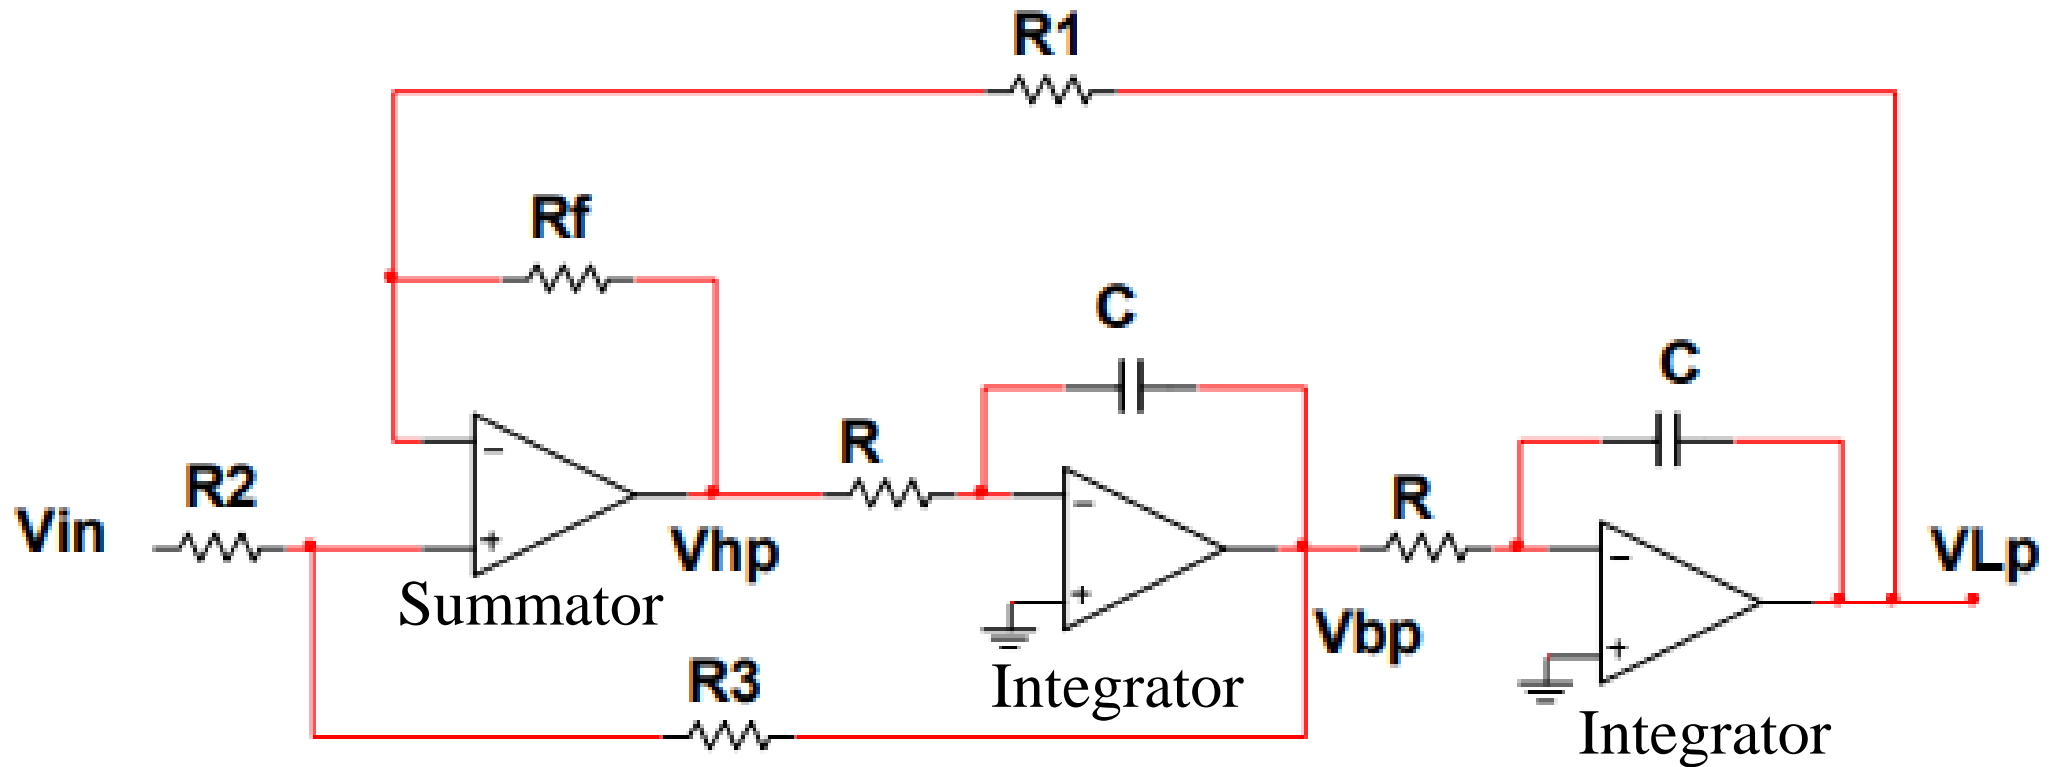 R1
Rf
C
C
R
R2
R
Vin
Vhp
VLp
Summator
Vbp
R3
Integrator
Integrator